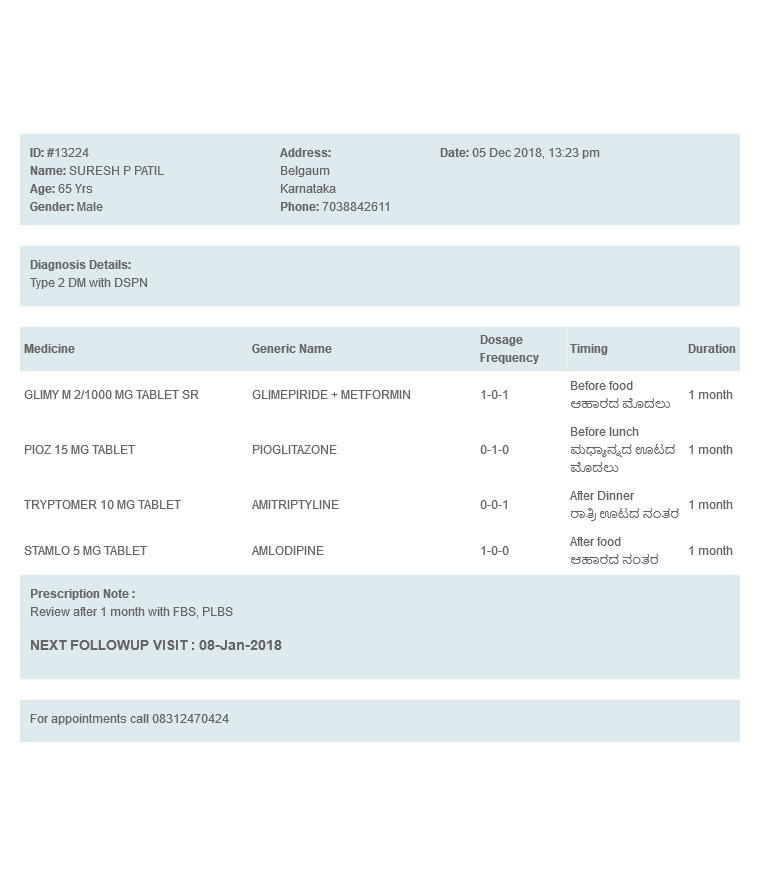 ID: #13224
Name: SURESH P PATIL
Age: 65 Yrs
Gender: Male
Address:
Belgaum
Karnataka
Phone: 7038842611
Date: 05 Dec 2018, 13:23 pm
Diagnosis Details:
Type 2 DM with DSPN
Medicine Generic Name Dosage Frequency Timing Duration
GLIMY M 2/1000 MG TABLET SR GLIMEPIRIDE + METFORMIN 1-0-1 Before food 1 month
ಆಹಾರದ ಮೊದಲು
PIOZ 15 MG TABLET PIOGLITAZONE 0-1-0 Before lunch 1 month
ಮಧ್ಯಾನ್ನದ ಊಟದ
ಮೊದಲು
TRYPTOMER 10 MG TABLET AMITRIPTYLINE 0-0-1 After Dinner 1 month
ರಾತ್ರಿ ಊಟದ ನಂತರ
STAMLO 5 MG TABLET AMLODIPINE 1-0-0 After food 1 month
ಆಹಾರದ ನಂತರ
Prescription Note :
Review after 1 month with FBS, PLBS
NEXT FOLLOWUP VISIT : 08-Jan-2018
For appointments call 08312470424